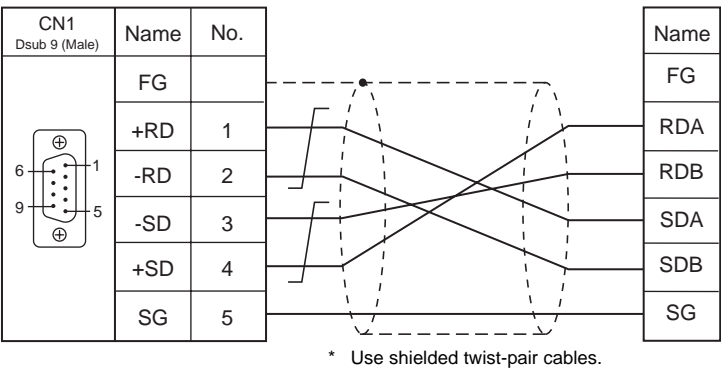 CN1
Dsub 9 (Male)
Name
No.
Name
FG
FG
+RD
1
RDA
6
1
-RD
2
RDB
9
5
-SD
3
SDA
+SD
4
SDB
SG
5
SG
* Use shielded twist-pair cables.